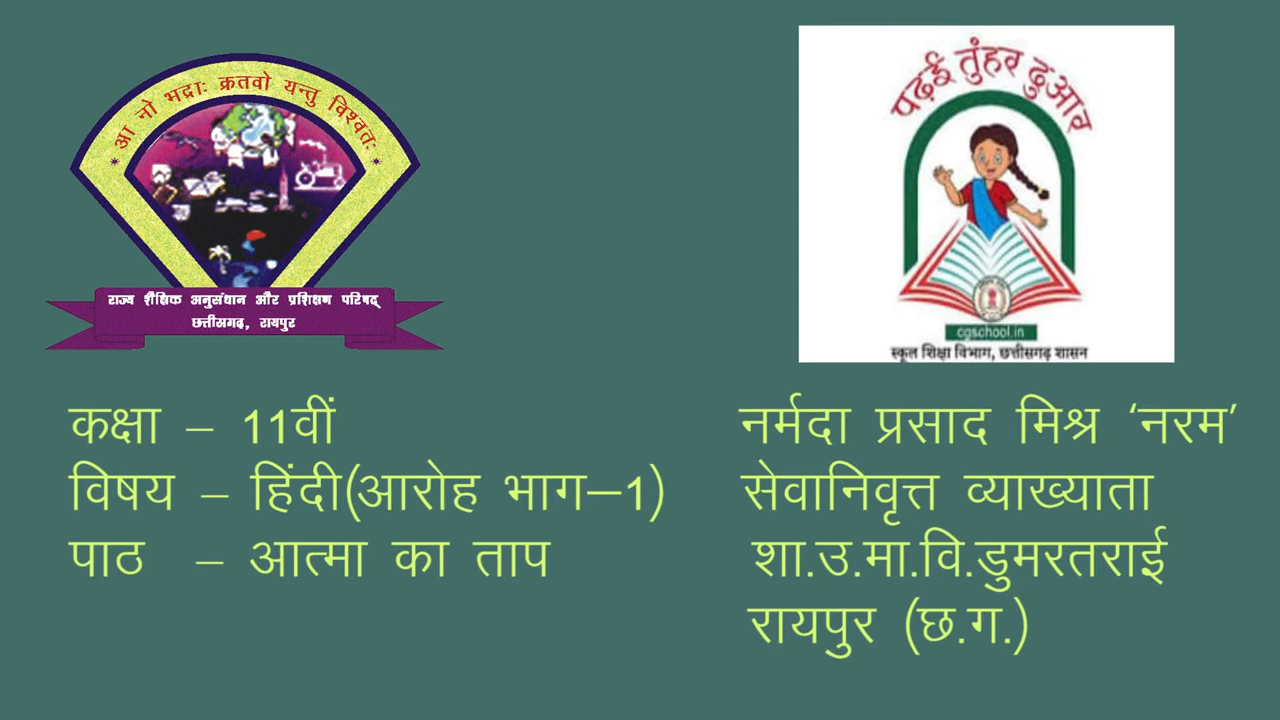 आ नो भद्राः क्रतवो यन्तु विश्वतः
राज्य शैक्षिक अनुसंधान और प्रशिक्षण परिषद्
छत्तीसगढ़, रायपुर
पढ़ई तुंहर दुआर
cgschool.in
स्कूल शिक्षा विभाग, छत्तीसगढ़ शासन
कक्षा – 11वीं
विषय – हिंदी(आरोह भाग–1)
पाठ – आत्मा का ताप
नर्मदा प्रसाद मिश्र ‘नरम’
सेवानिवृत्त व्याख्याता
शा.उ.मा.वि.डुमरतराई
रायपुर (छ.ग.)